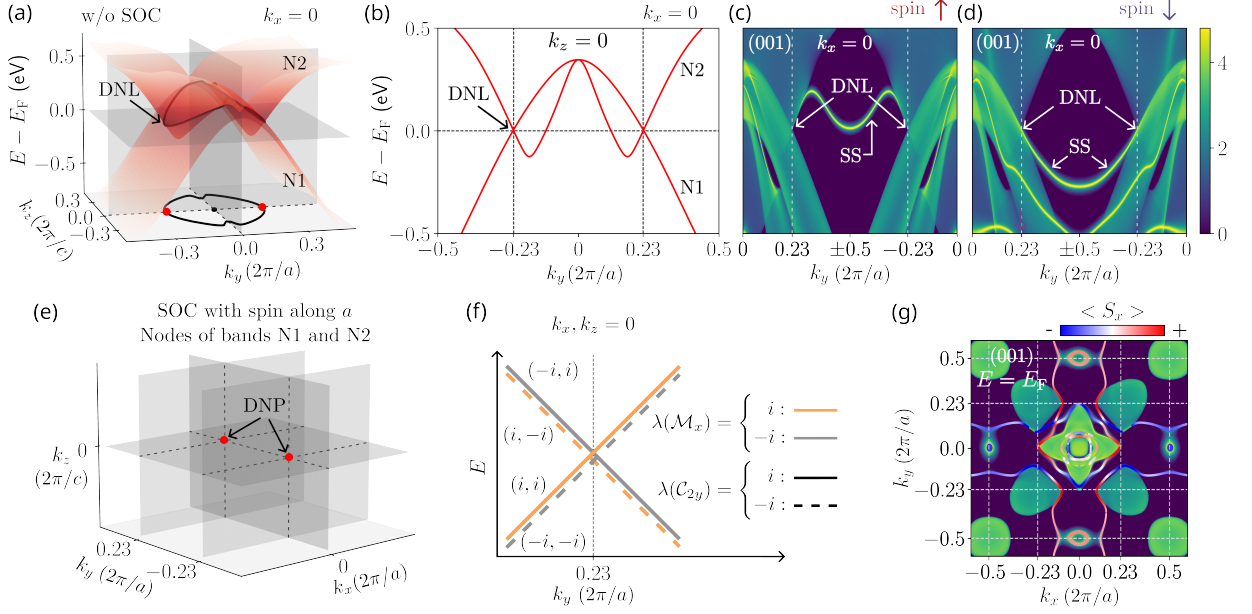 (a)
w/o SOC
k_x = 0
0.5
0.0
−0.5
E − E_F (eV)
DNL
N2
N1
0.3
0.0
−0.3
k_z (2π/c)
−0.3
0.0
0.3
k_y (2π/a)
(b)
k_x = 0
k_z = 0
0.5
0.0
−0.5
E − E_F (eV)
DNL
N2
N1
−0.5
−0.23
0
0.23
0.5
k_y (2π/a)
(c)
spin ↑
(001)
k_x = 0
DNL
SS
0
0.23
±0.5
−0.23
0
k_y (2π/a)
(d)
spin ↓
(001)
k_x = 0
DNL
SS
0
0.23
±0.5
−0.23
0
k_y (2π/a)
4
2
0
(e)
SOC with spin along a
Nodes of bands N1 and N2
DNP
k_z
(2π/c)
0
0.23
−0.23
k_y (2π/a)
0
k_x(2π/a)
(f)
k_x, k_z = 0
E
(−i, i)
(i, −i)
(i, i)
(−i, −i)
λ(M_x) =
i :
−i :
λ(C_2y) =
i :
−i :
0.23
k_y (2π/a)
(g)
< S_x >
-
+
(001)
E = E_F
0.5
0.23
0.0
−0.23
−0.5
k_y (2π/a)
−0.5
−0.23
0.0
0.23
0.5
k_x (2π/a)